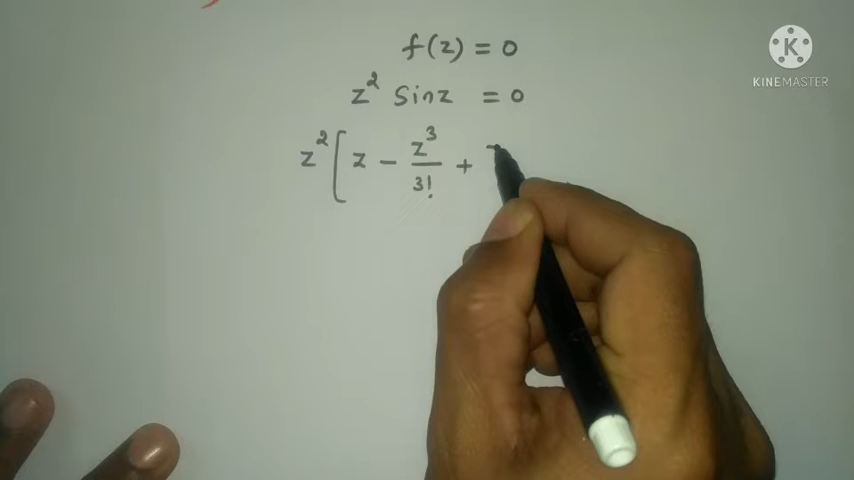 f(z) = 0
z² Sinz = 0
z² [ z - z³/3! +
K
KINEMASTER